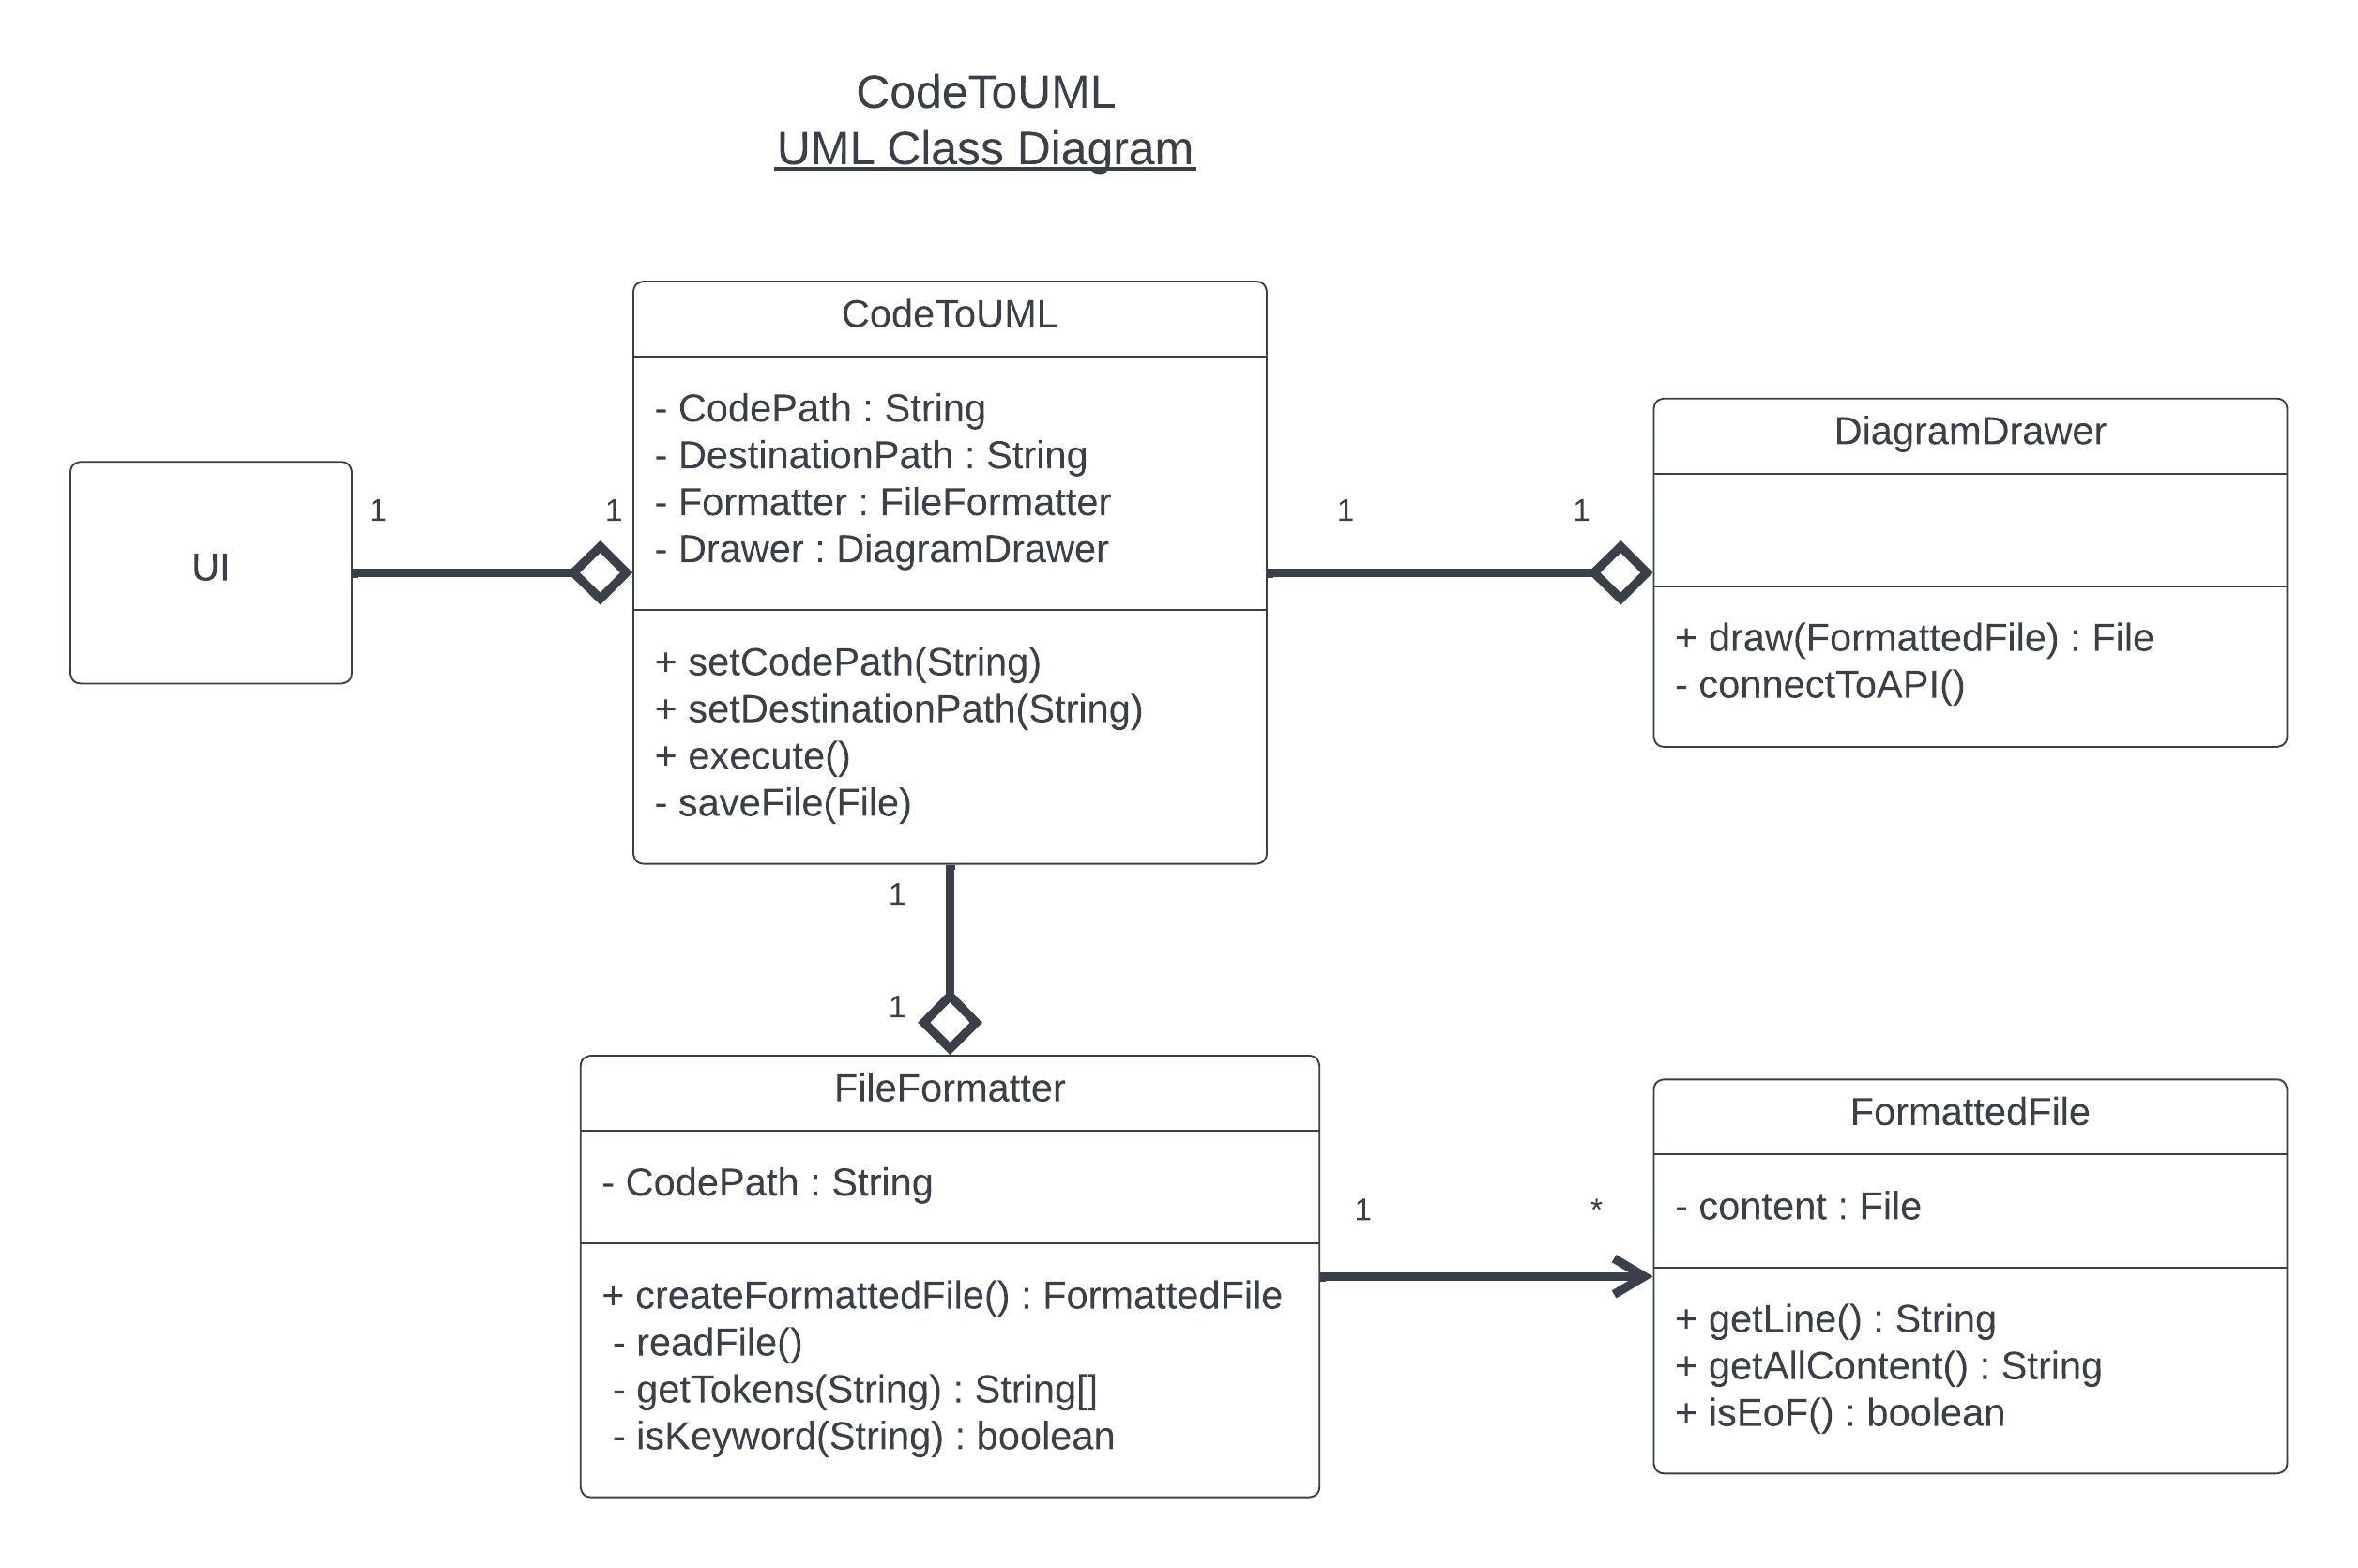 CodeToUML
UML Class Diagram
CodeToUML
- CodePath : String
- DestinationPath : String
- Formatter : FileFormatter
- Drawer : DiagramDrawer
+ setCodePath(String)
+ setDestinationPath(String)
+ execute()
- saveFile(File)
UI
1
1
1
1
DiagramDrawer
+ draw(FormattedFile) : File
- connectToAPI()
1
1
FileFormatter
- CodePath : String
+ createFormattedFile() : FormattedFile
- readFile()
- getTokens(String) : String[]
- isKeyword(String) : boolean
1
*
FormattedFile
- content : File
+ getLine() : String
+ getAllContent() : String
+ isEoF() : boolean